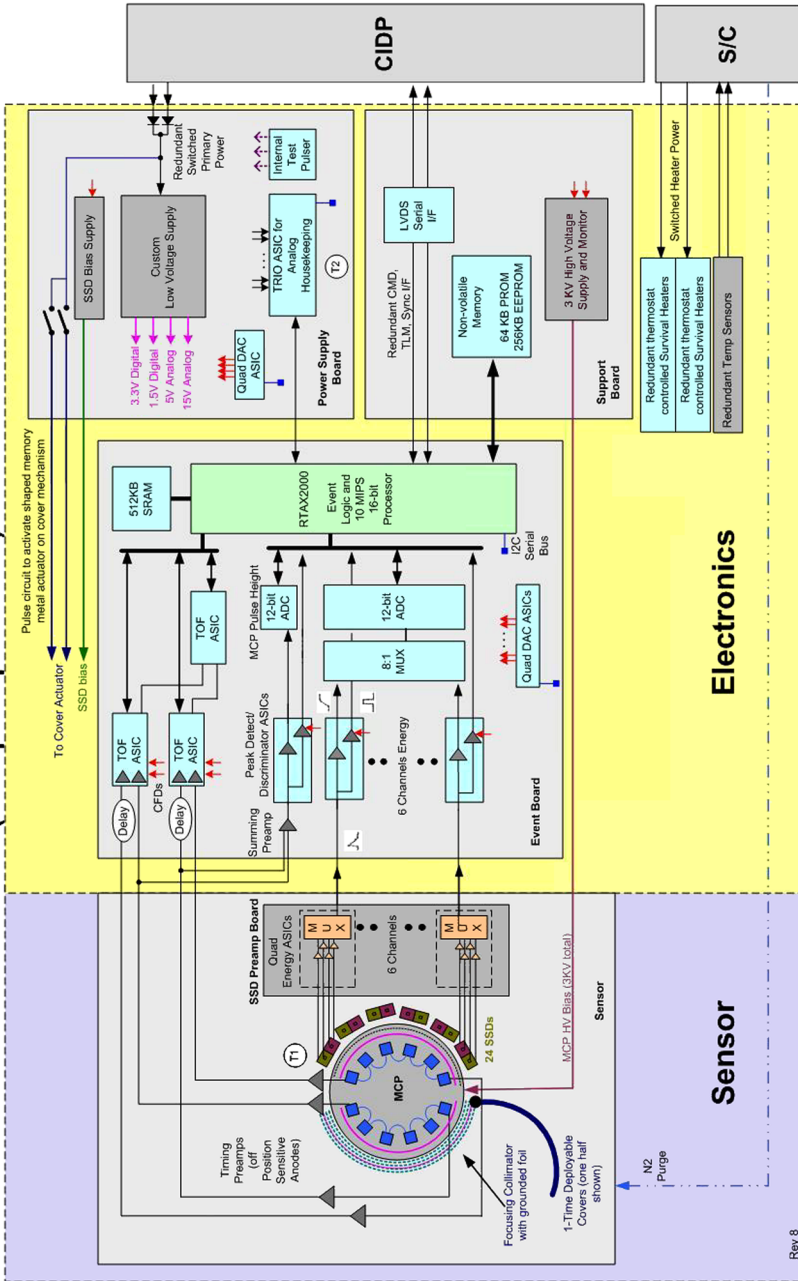 CIDP
S/C
Redundant
Switched
Primary
Power
SSD Bias Supply
Custom
Low Voltage Supply
3.3V Digital
1.5V Digital
5V Analog
15V Analog
Internal
Test
Pulser
TRIO ASIC for
Analog
Housekeeping
T2
Quad DAC
ASIC
Power Supply
Board
LVDS
Serial
I/F
Redundant CMD,
TLM, Sync I/F
Non-volatile
Memory
64 KB PROM
256KB EEPROM
3 KV High Voltage
Supply and Monitor
Support
Board
Switched Heater Power
Redundant thermostat
controlled Survival Heaters
Redundant thermostat
controlled Survival Heaters
Redundant Temp Sensors
Pulse circuit to activate shaped memory
metal actuator on cover mechanism
To Cover Actuator
SSD bias
512KB
SRAM
RTAX2000
Event
Logic and
10 MIPS
16-bit
Processor
I2C
Serial
Bus
TOF
ASIC
TOF
ASIC
TOF
ASIC
CFDs
Delay
Delay
MCP Pulse Height
12-bit
ADC
12-bit
ADC
8:1
MUX
Quad DAC ASICs
Peak Detect/
Discriminator ASICs
Summing
Preamp
6 Channels Energy
Event Board
Electronics
SSD Preamp Board
Quad
Energy ASICs
M
U
X
6 Channels
M
U
X
MCP HV Bias (3KV total)
Sensor
T1
24 SSDs
MCP
Timing
Preamps
(off
Position
Sensitive
Anodes)
Focusing Collimator
with grounded foil
1-Time Deployable
Covers (one half
shown)
N2
Purge
Sensor
Rev 8